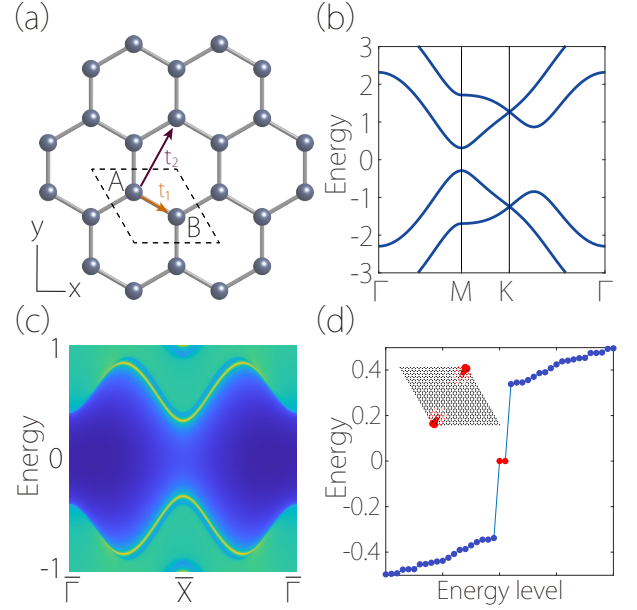 (a)
A
t₂
t₁
B
y
x
(b)
Energy
3
2
1
0
-1
-2
-3
Γ
M
K
Γ
(c)
Energy
1
0
-1
Γ̅
X̅
Γ̅
(d)
Energy
0.4
0.2
0
-0.2
-0.4
Energy level